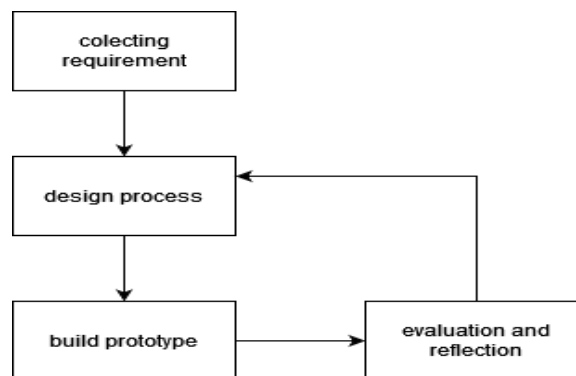 colecting
requirement
design process
build prototype
evaluation and
reflection